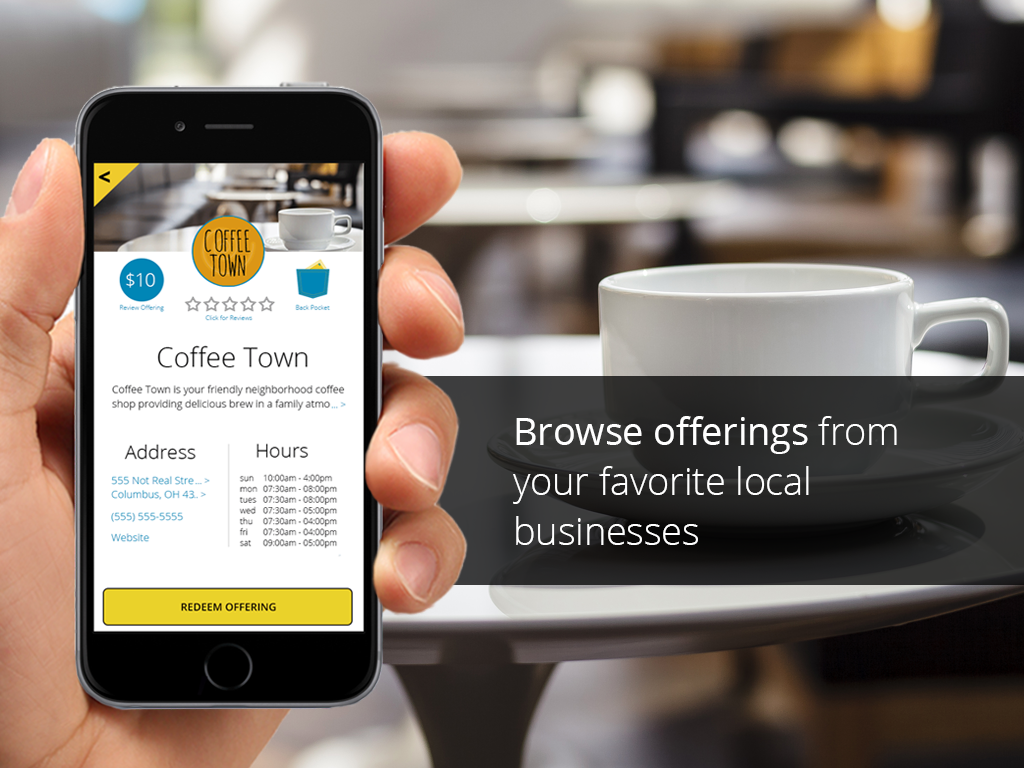 <
COFFEE
TOWN
$10
Review Offering
Click for Reviews
Back Pocket
Coffee Town
Coffee Town is your friendly neighborhood coffee
shop providing delicious brew in a family atmo... >
Address
555 Not Real Stre... >
Columbus, OH 43.. >
(555) 555-5555
Website
Hours
sun 10:00am - 4:00pm
mon 07:30am - 08:00pm
tues 07:30am - 08:00pm
wed 07:30am - 05:00pm
thu 07:30am - 04:00pm
fri 07:30am - 04:00pm
sat 09:00am - 05:00pm
REDEEM OFFERING
Browse offerings from
your favorite local
businesses